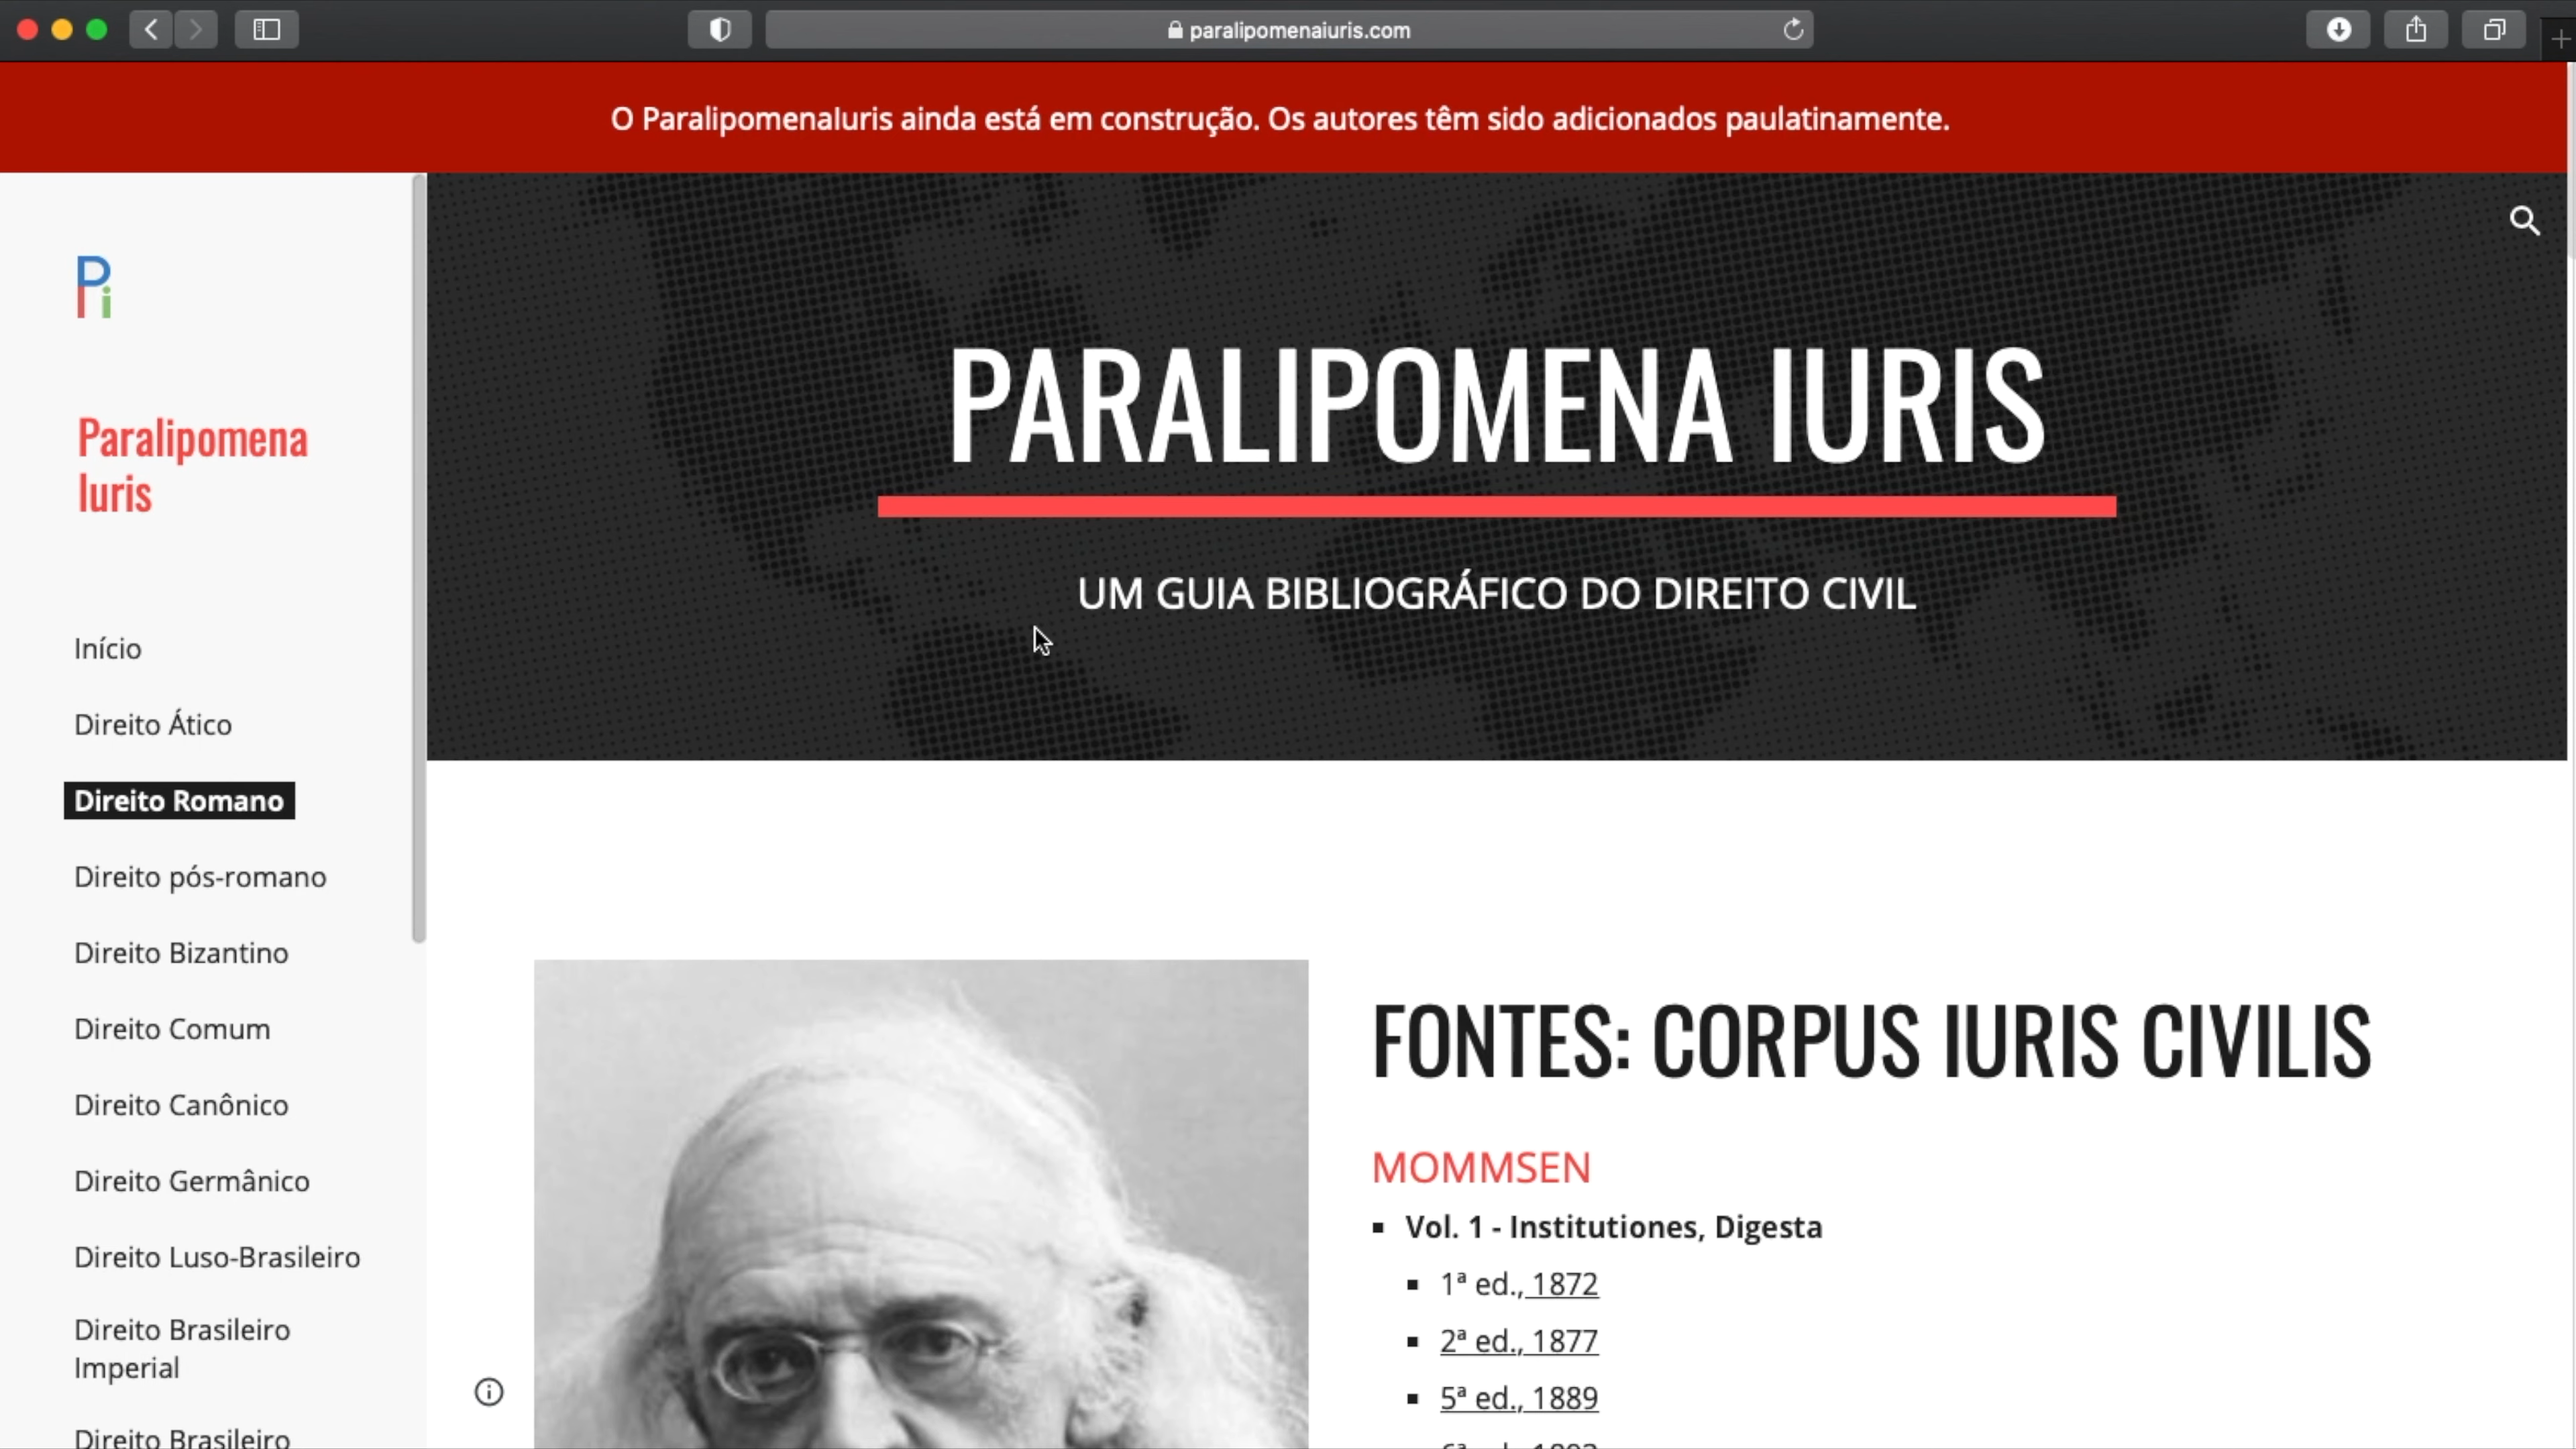 paralipomenaiuris.com
O ParalipomenaIuris ainda está em construção. Os autores têm sido adicionados paulatinamente.
Pi
Paralipomena
Iuris
Início
Direito Ático
Direito Romano
Direito pós-romano
Direito Bizantino
Direito Comum
Direito Canônico
Direito Germânico
Direito Luso-Brasileiro
Direito Brasileiro
Imperial
Direito Brasileiro
PARALIPOMENA IURIS
UM GUIA BIBLIOGRÁFICO DO DIREITO CIVIL
FONTES: CORPUS IURIS CIVILIS
MOMMSEN
Vol. 1 - Institutiones, Digesta
1ª ed., 1872
2ª ed., 1877
5ª ed., 1889